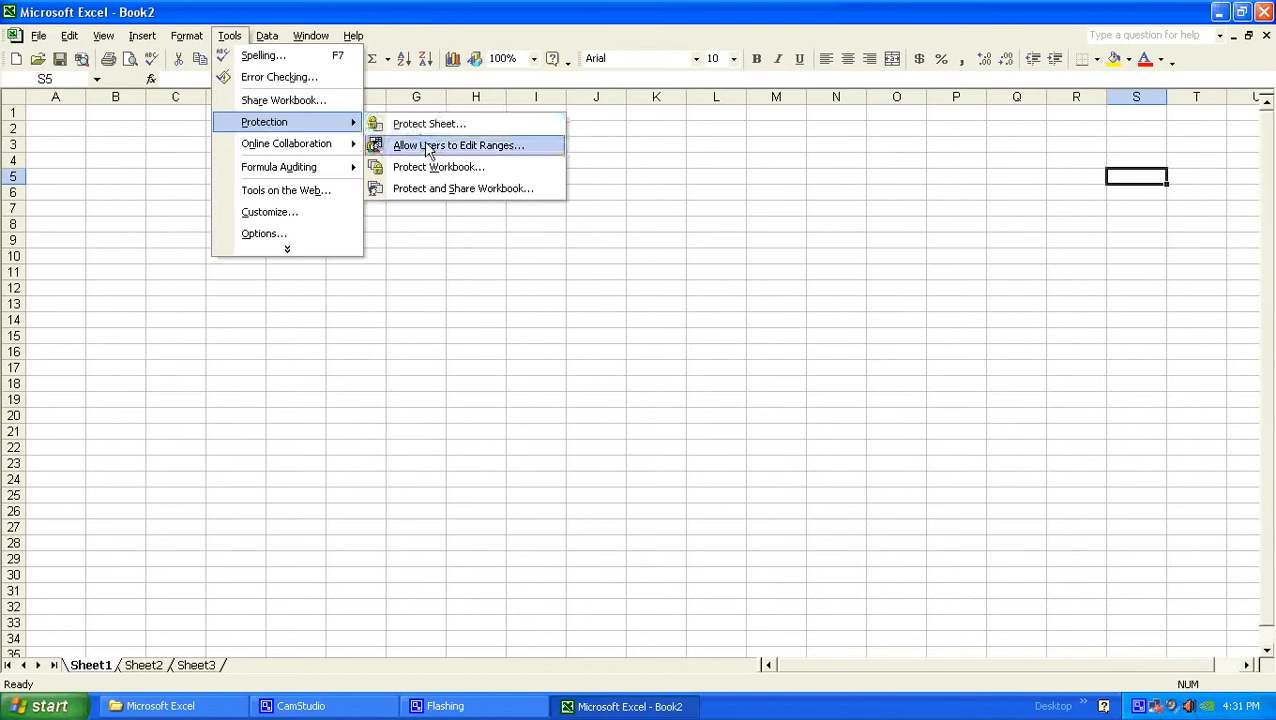 Microsoft Excel - Book2
File Edit View Insert Format Tools Data Window Help Type a question for help
100% Arial 10 B I U $ % ,
S5 fx
A B C G H I J K L M N O P Q R S T U
1
2
3
4
5
6
7
8
9
10
11
12
13
14
15
16
17
18
19
20
21
22
23
24
25
26
27
28
29
30
31
32
33
34
35
Spelling... F7
Error Checking...
Share Workbook...
Protection
Online Collaboration
Formula Auditing
Tools on the Web...
Customize...
Options...
Protect Sheet...
Allow Users to Edit Ranges...
Protect Workbook...
Protect and Share Workbook...
Sheet1 Sheet2 Sheet3
Ready NUM
start Microsoft Excel CamStudio Flashing Microsoft Excel - Book2 Desktop 4:31 PM